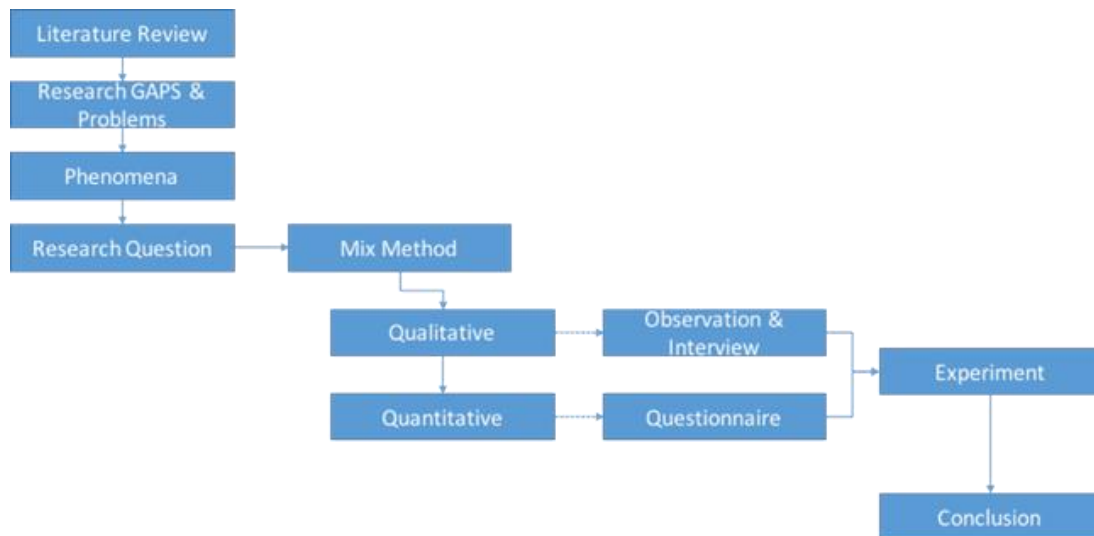 Literature Review
Research GAPS &
Problems
Phenomena
Research Question
Mix Method
Qualitative
Observation &
Interview
Quantitative
Questionnaire
Experiment
Conclusion